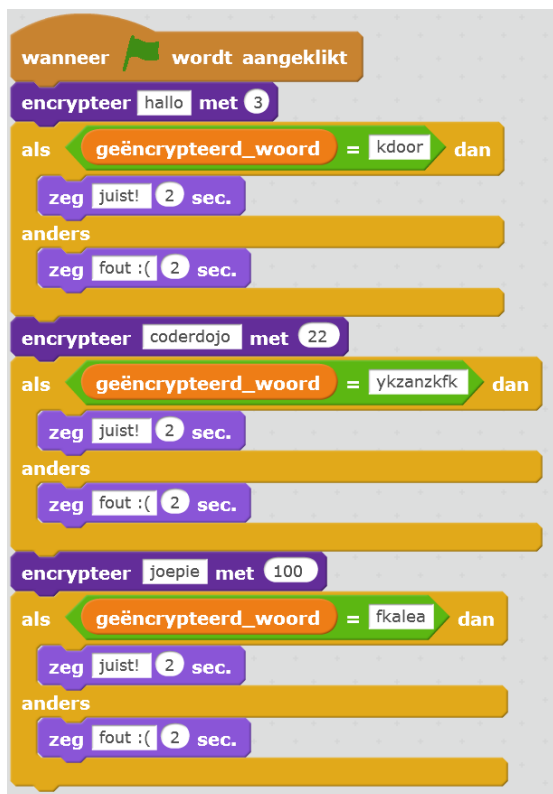 wanneer wordt aangeklikt
encrypteer hallo met 3
als geëncrypteerd_woord = kdoor dan
zeg juist! 2 sec.
anders
zeg fout :( 2 sec.
encrypteer coderdojo met 22
als geëncrypteerd_woord = ykzanzkfk dan
zeg juist! 2 sec.
anders
zeg fout :( 2 sec.
encrypteer joepie met 100
als geëncrypteerd_woord = fkalea dan
zeg juist! 2 sec.
anders
zeg fout :( 2 sec.